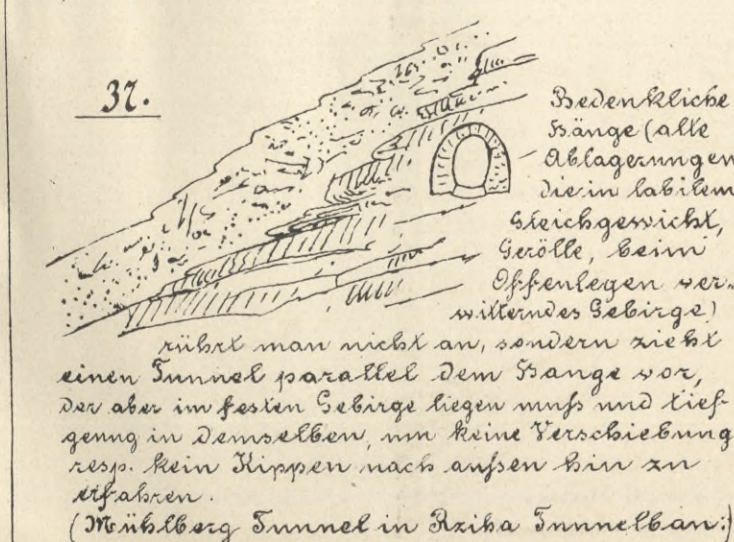 37.
Bedenkliche
Hänge (alte
Ablagerungen
die in labilem
Gleichgewicht,
Gerölle, beim
Offenlegen ver-
witterndes Gebirge)
rührt man nicht an, sondern zieht
einen Tunnel parallel dem Hange vor,
der aber im festen Gebirge liegen muß und tief
genug in demselben, um keine Verschiebung
resp. kein Kippen nach außen hin zu
erfahren.
(Mühlberg Tunnel in Rziha Tunnelbau:)